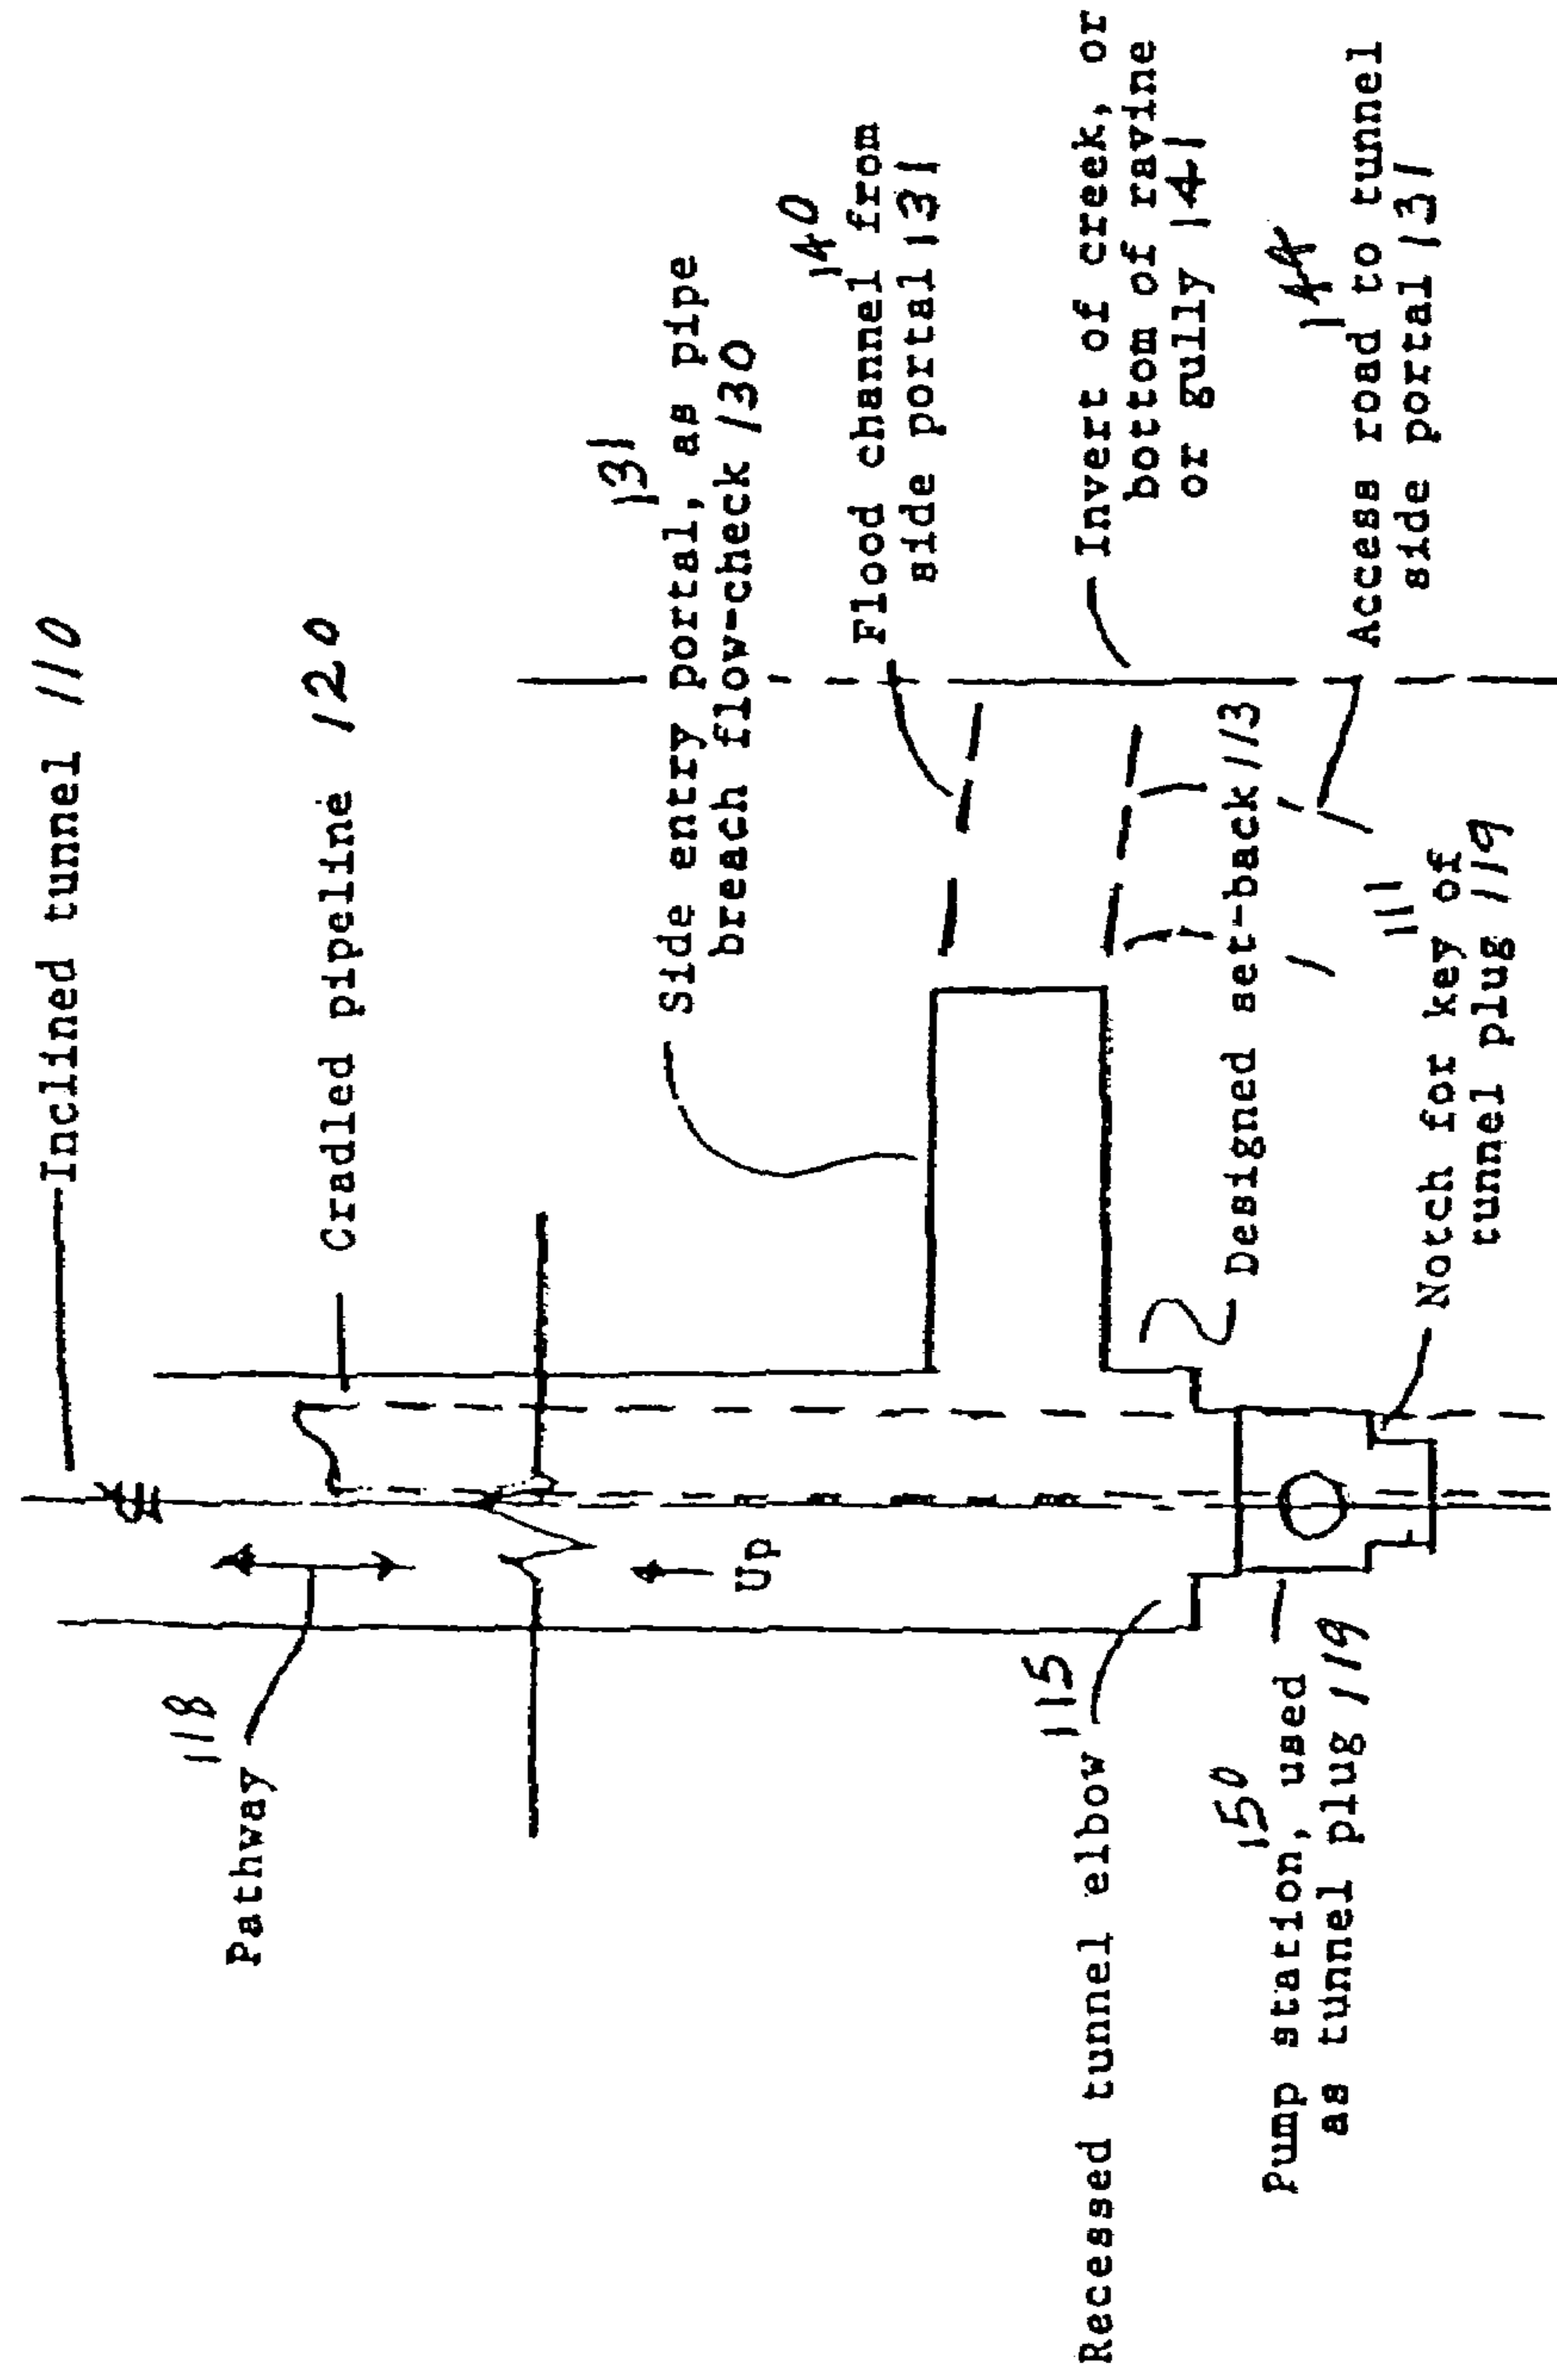 Inclined tunnel 110
Cradled pipeline 120
Pathway 118
131
Side entry portal, as pipe
breach flow-check 130
Up
140
Flood channel from
side portal 131
Invert of creek, or
bottom of ravine
or gully 141
115
Recessed tunnel elbow
Designed set-back 113
150
Pump station, used
as tunnel plug 119
144
Access road to tunnel
side portal 131
111
Notch for key of
tunnel plug 119